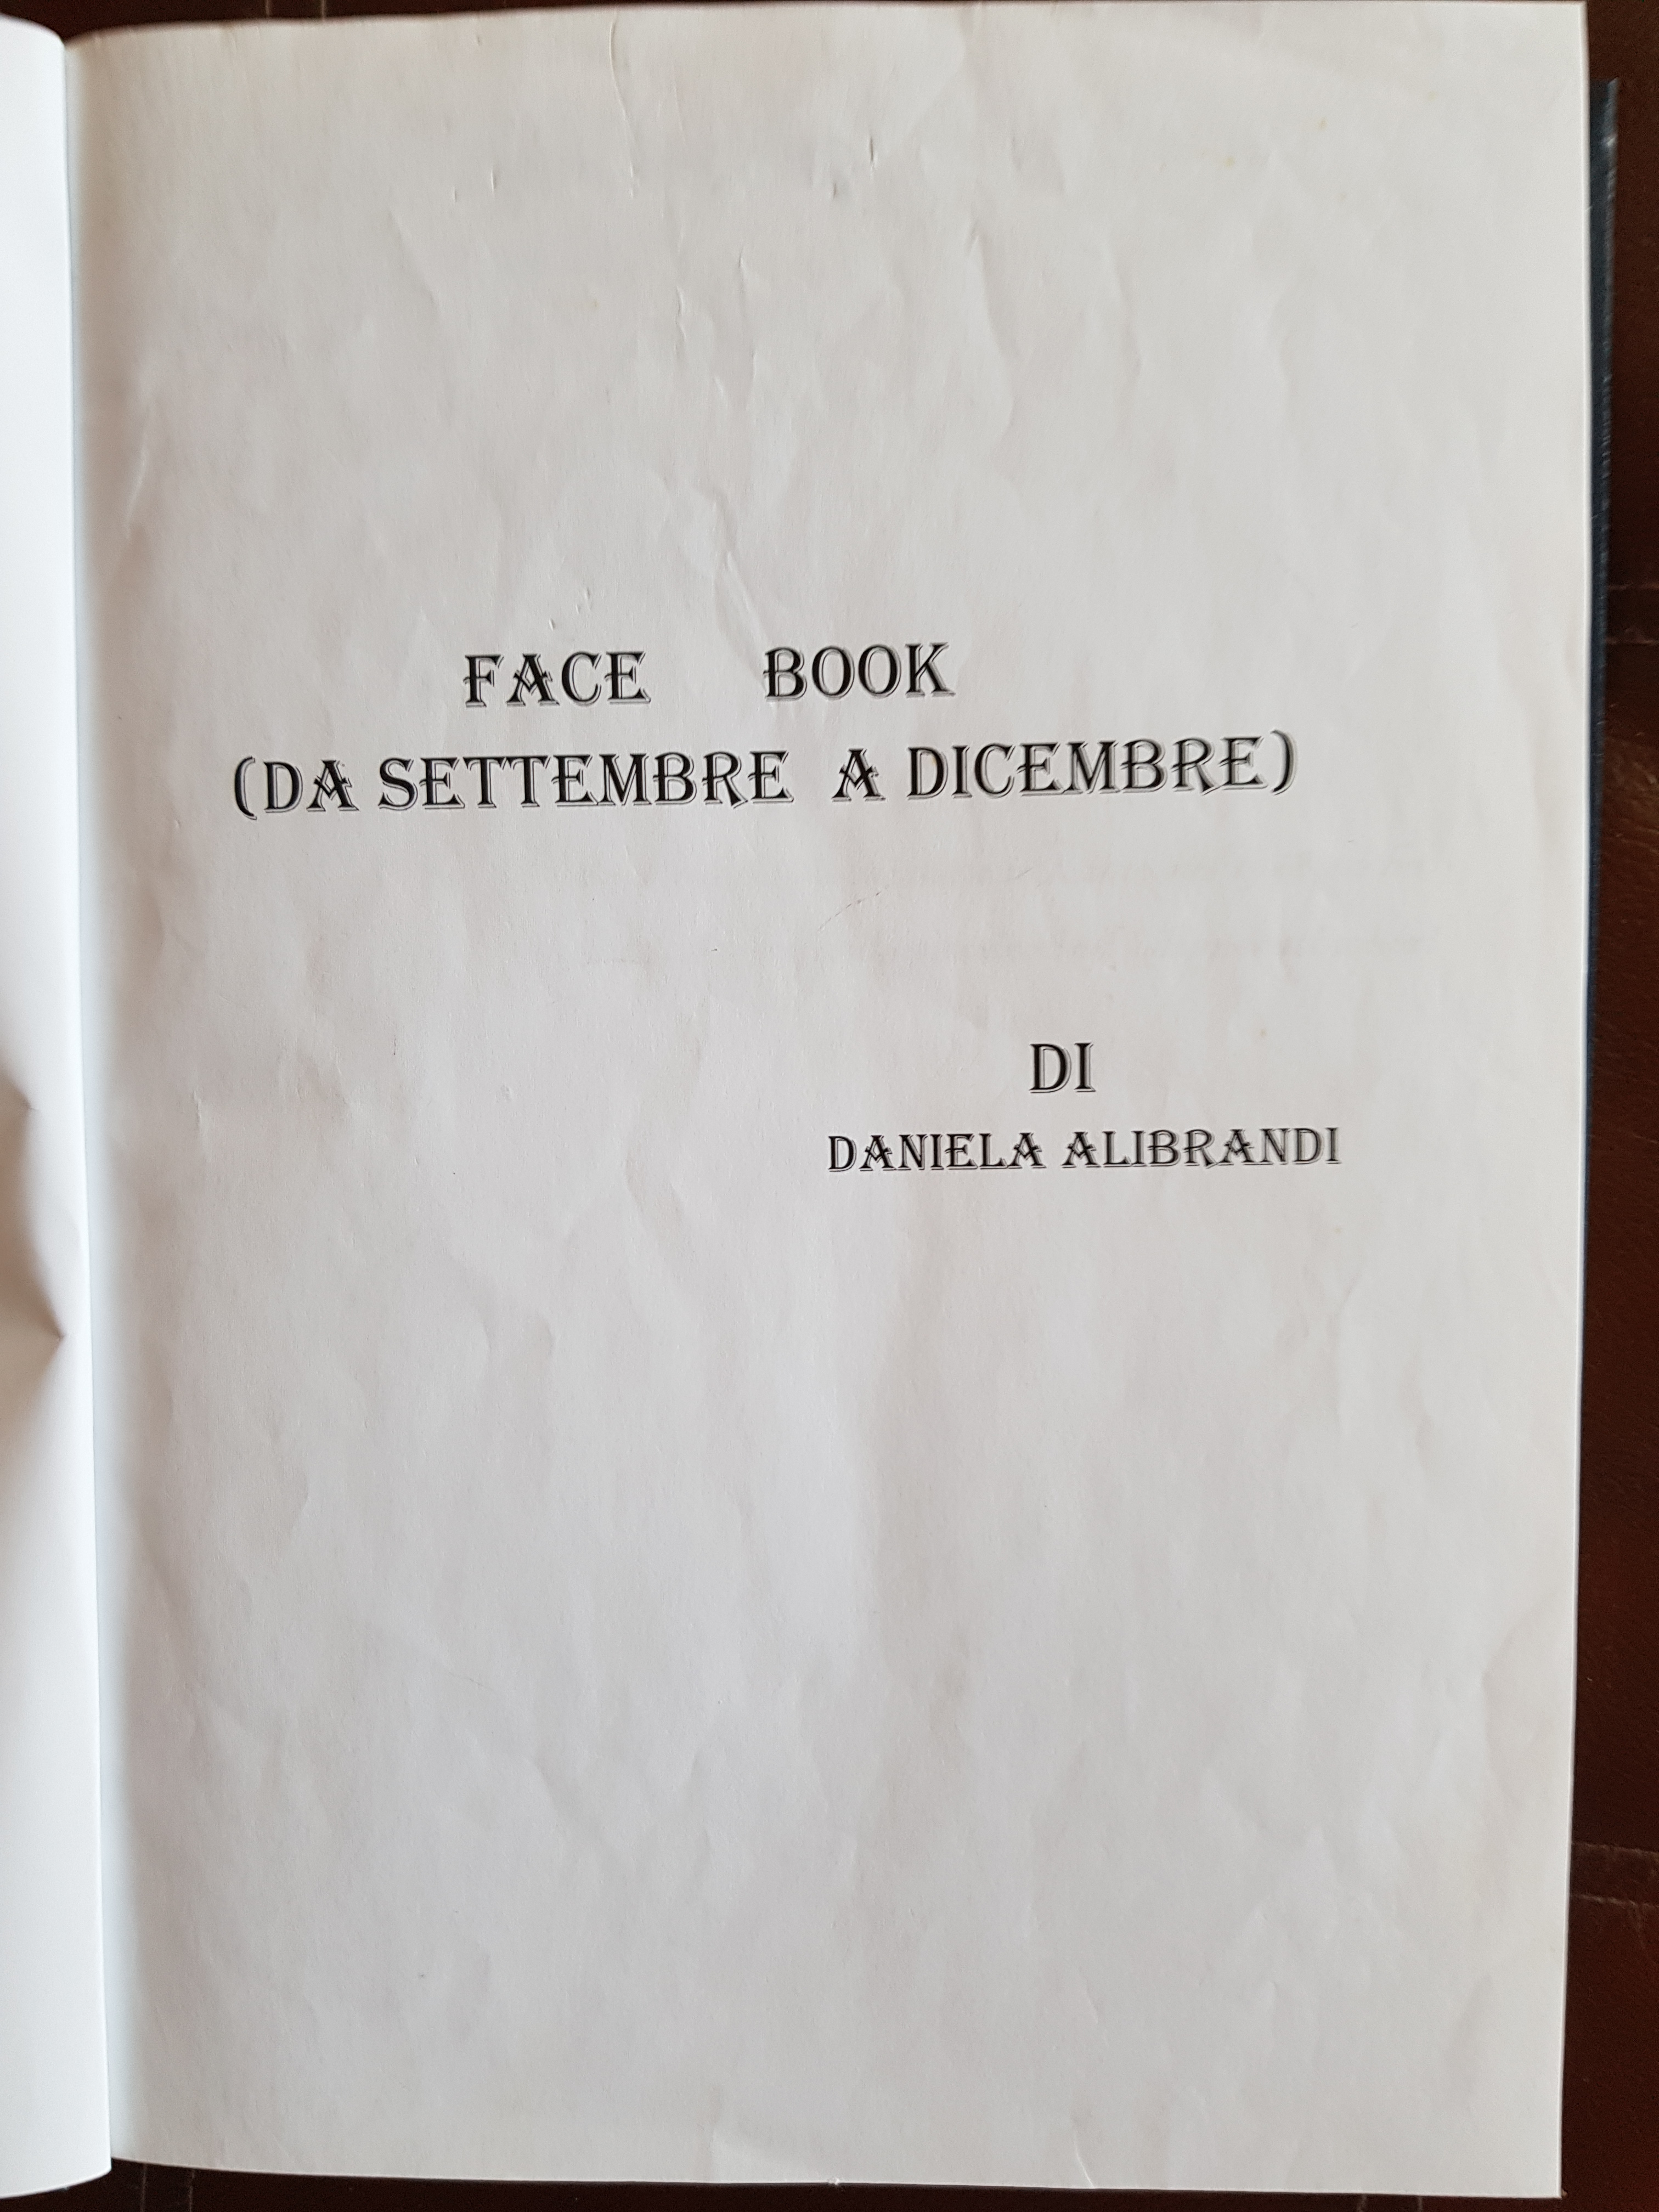 FACE BOOK
(DA SETTEMBRE A DICEMBRE)
DI
DANIELA ALIBRANDI